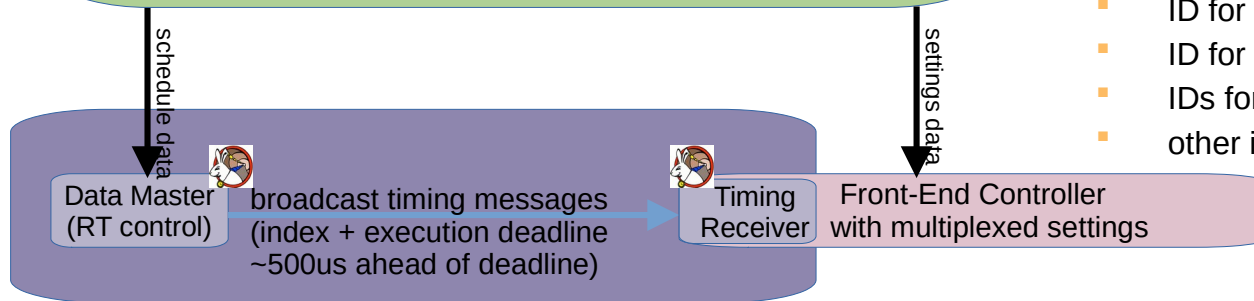 schedule data
settings data
ID for
ID for
IDs for
other i
Data Master
(RT control)
broadcast timing messages
(index + execution deadline
~500us ahead of deadline)
Timing
Receiver
Front-End Controller
with multiplexed settings